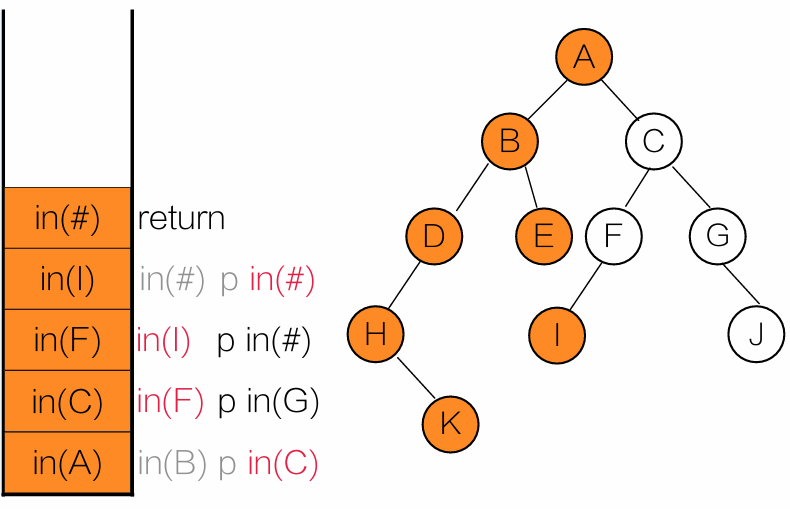 in(#) return
in(I) in(#) p in(#)
in(F) in(I) p in(#)
in(C) in(F) p in(G)
in(A) in(B) p in(C)
A
B C
D E F G
H I J
K